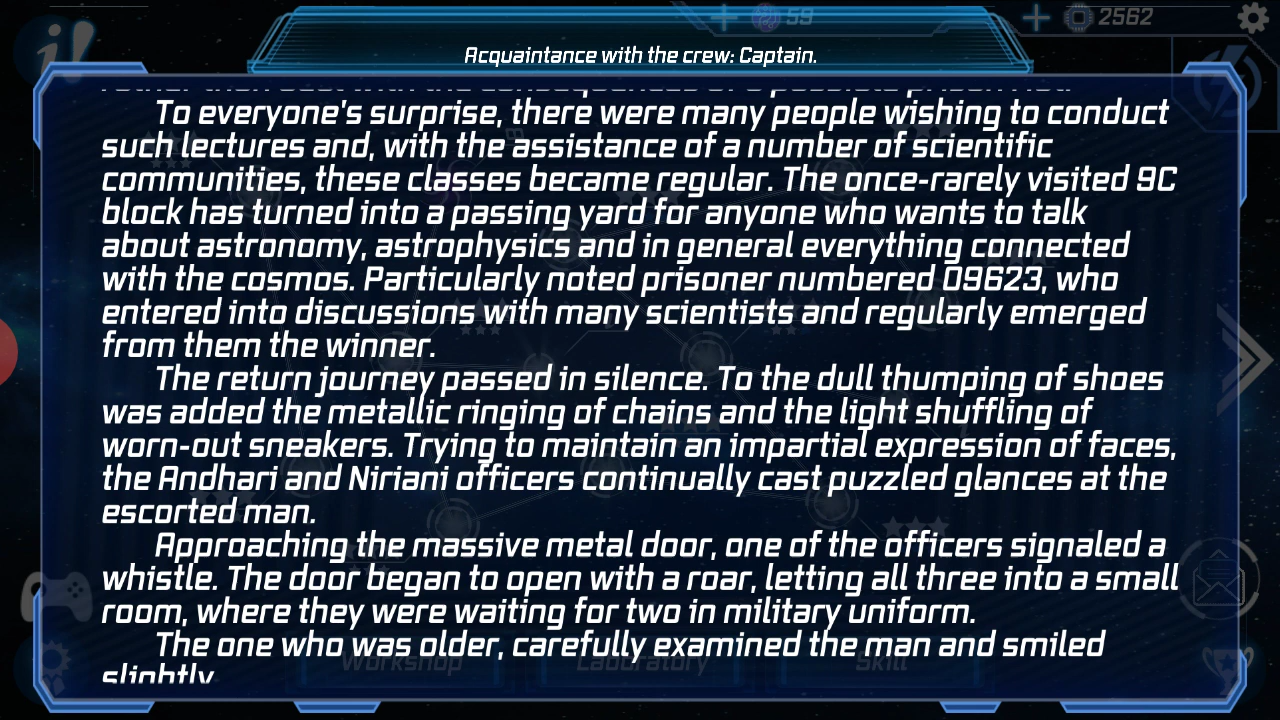 59
2562
Acquaintance with the crew: Captain.
To everyone's surprise, there were many people wishing to conduct
such lectures and, with the assistance of a number of scientific
communities, these classes became regular. The once-rarely visited 9C
block has turned into a passing yard for anyone who wants to talk
about astronomy, astrophysics and in general everything connected
with the cosmos. Particularly noted prisoner numbered 09623, who
entered into discussions with many scientists and regularly emerged
from them the winner.
The return journey passed in silence. To the dull thumping of shoes
was added the metallic ringing of chains and the light shuffling of
worn-out sneakers. Trying to maintain an impartial expression of faces,
the Andhari and Niriani officers continually cast puzzled glances at the
escorted man.
Approaching the massive metal door, one of the officers signaled a
whistle. The door began to open with a roar, letting all three into a small
room, where they were waiting for two in military uniform.
The one who was older, carefully examined the man and smiled
slightly
Workshop
Laboratory
Skill